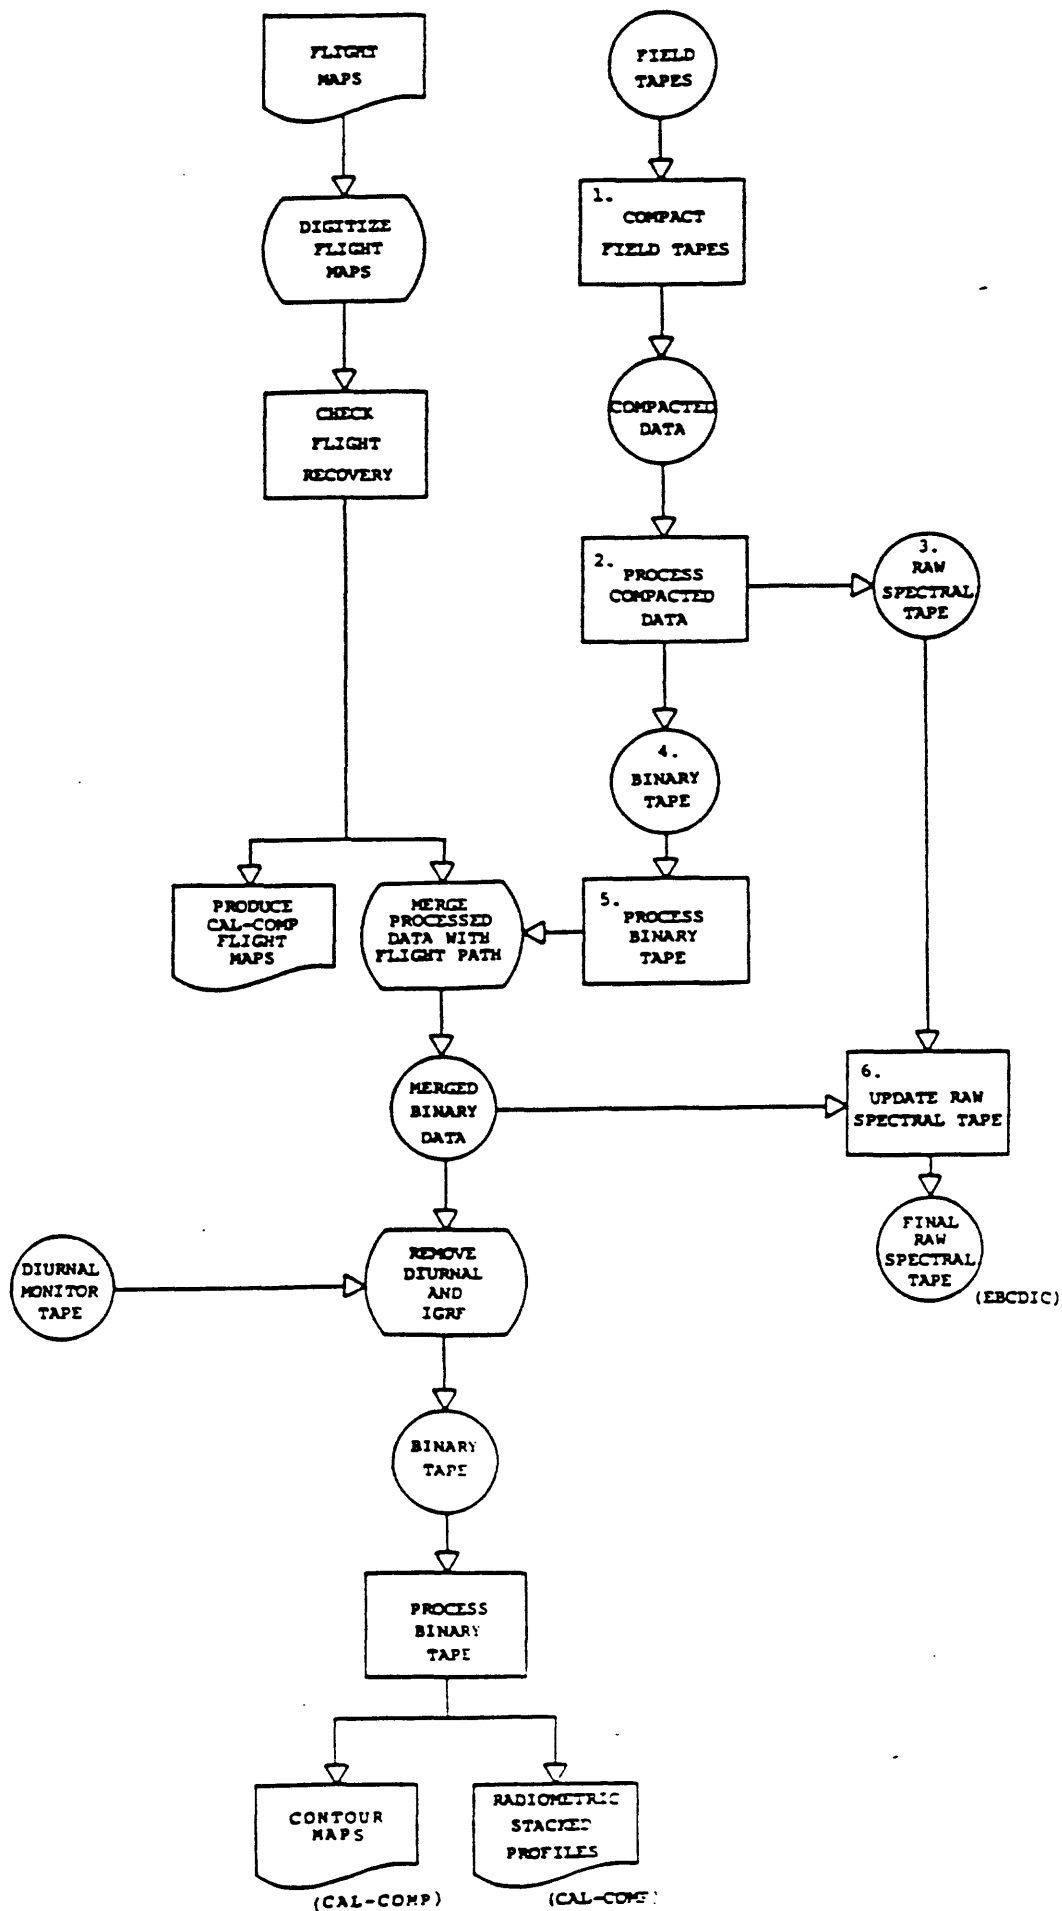 FLIGHT
MAPS
FIELD
TAPES
DIGITIZE
FLIGHT
MAPS
1.
COMPACT
FIELD TAPES
CHECK
FLIGHT
RECOVERY
COMPACTED
DATA
2.
PROCESS
COMPACTED
DATA
3.
RAW
SPECTRAL
TAPE
4.
BINARY
TAPE
PRODUCE
CAL-COMP
FLIGHT
MAPS
MERGE
PROCESSED
DATA WITH
FLIGHT PATH
5.
PROCESS
BINARY
TAPE
MERGED
BINARY
DATA
6.
UPDATE RAW
SPECTRAL TAPE
DIURNAL
MONITOR
TAPE
REMOVE
DIURNAL
AND
IGRF
FINAL
RAW
SPECTRAL
TAPE
(EBCDIC)
BINARY
TAPE
PROCESS
BINARY
TAPE
CONTOUR
MAPS
(CAL-COMP)
RADIOMETRIC
STACKED
PROFILES
(CAL-COMP)